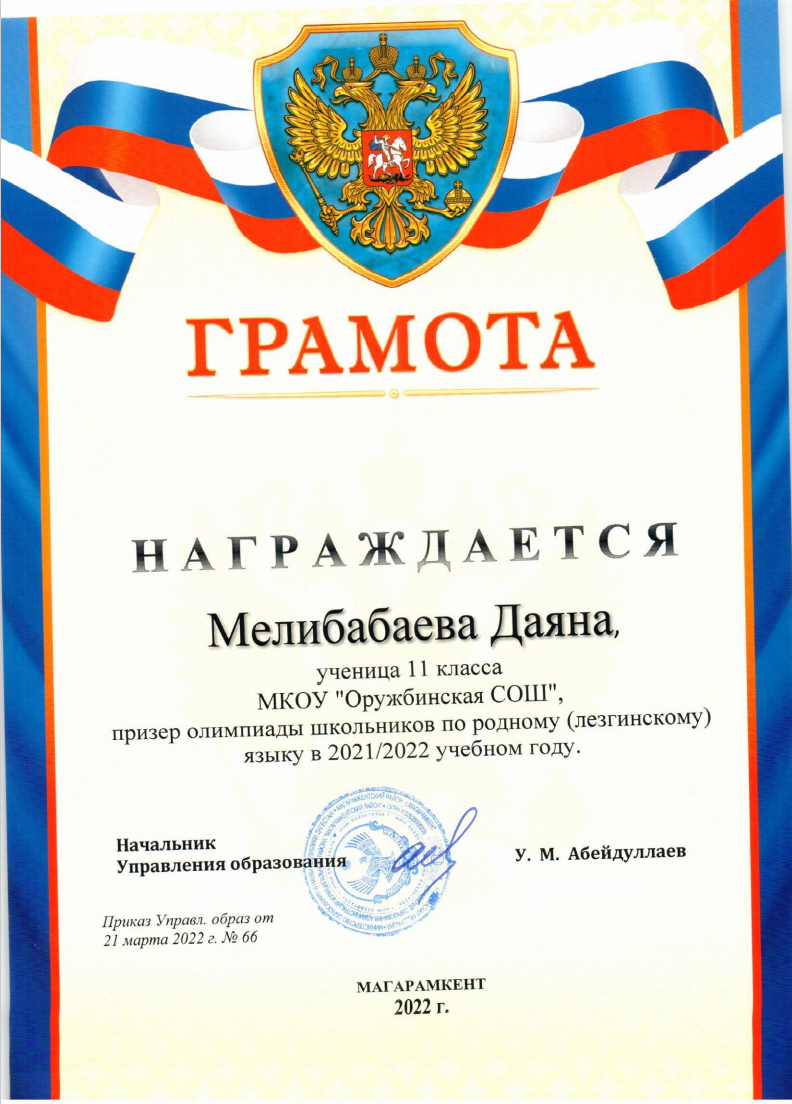 ГРАМОТА
НАГРАЖДАЕТСЯ
Мелибабаева Даяна,
ученица 11 класса
МКОУ "Оружбинская СОШ",
призер олимпиады школьников по родному (лезгинскому)
языку в 2021/2022 учебном году.
Начальник
Управления образования
У. М. Абейдуллаев
Приказ Управл. образ от
21 марта 2022 г. № 66
МАГАРАМКЕНТ
2022 г.